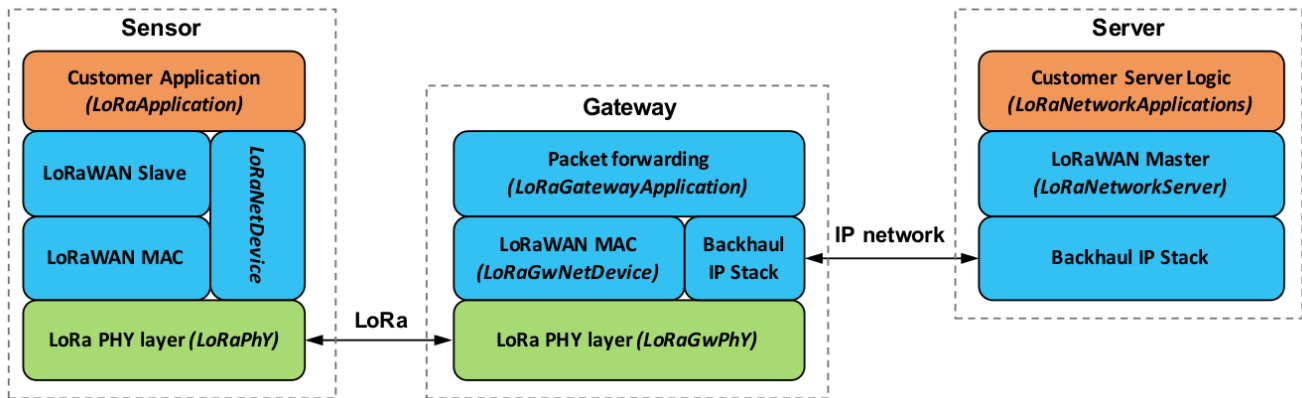 Sensor
Customer Application
(LoRaApplication)
LoRaWAN Slave
LoRaNetDevice
LoRaWAN MAC
LoRa PHY layer (LoRaPhY)
LoRa
Gateway
Packet forwarding
(LoRaGatewayApplication)
LoRaWAN MAC
(LoRaGwNetDevice)
Backhaul
IP Stack
LoRa PHY layer (LoRaGwPhY)
IP network
Server
Customer Server Logic
(LoRaNetworkApplications)
LoRaWAN Master
(LoRaNetworkServer)
Backhaul IP Stack